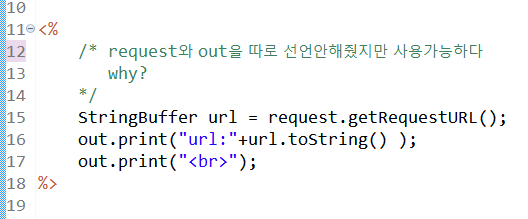 10
11 <%
12 /* request와 out을 따로 선언안해줬지만 사용가능하다
13 why?
14 */
15 StringBuffer url = request.getRequestURL();
16 out.print("url:"+url.toString() );
17 out.print("<br>");
18 %>
19